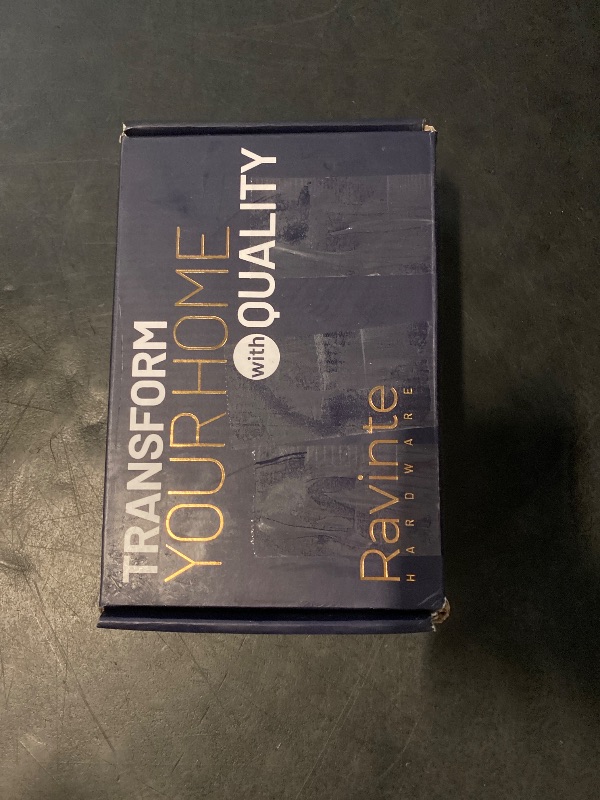 TRANSFORM
YOUR HOME
with QUALITY
Ravinte
HARDWARE